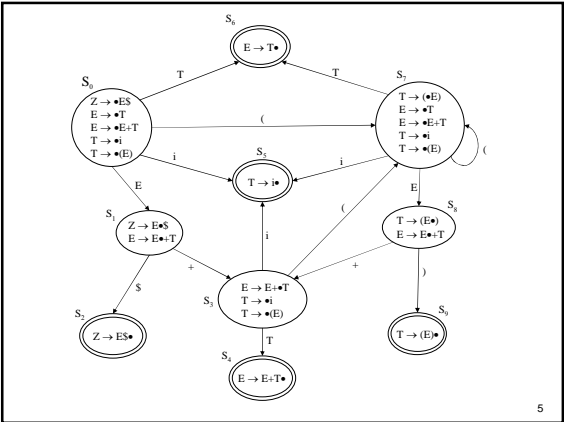 S6
E → T●
T
T
S0
Z → ●E$
E → ●T
E → ●E+T
T → ●i
T → ●(E)
S7
T → (●E)
E → ●T
E → ●E+T
T → ●i
T → ●(E)
(
(
S5
T → i●
i
i
E
E
(
S1
Z → E●$
E → E●+T
S8
T → (E●)
E → E●+T
i
+
+
$
)
S3
E → E+●T
T → ●i
T → ●(E)
S2
Z → E$●
S9
T → (E)●
T
S4
E → E+T●
5